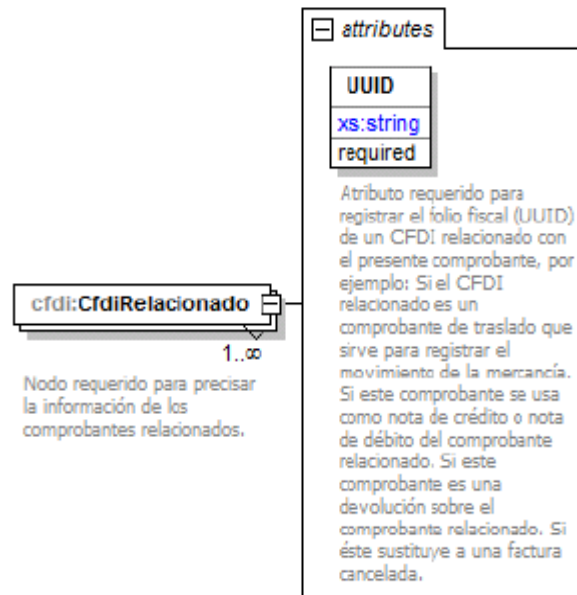 attributes
UUID
xs:string
required
Atributo requerido para
registrar el folio fiscal (UUID)
de un CFDI relacionado con
el presente comprobante, por
ejemplo: Si el CFDI
relacionado es un
comprobante de traslado que
sirve para registrar el
movimiento de la mercancía.
Si este comprobante se usa
como nota de crédito o nota
de débito del comprobante
relacionado. Si este
comprobante es una
devolución sobre el
comprobante relacionado. Si
éste sustituye a una factura
cancelada.
cfdi:CfdiRelacionado
1..∞
Nodo requerido para precisar
la información de los
comprobantes relacionados.